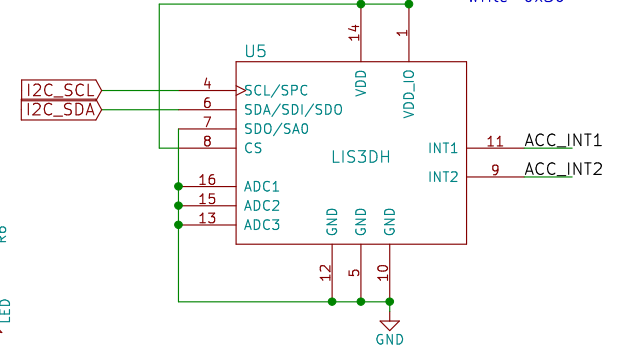 14
1
U5
VDD
VDD_IO
I2C_SCL
4
SCL/SPC
I2C_SDA
6
SDA/SDI/SDO
7
SDO/SA0
8
CS
LIS3DH
INT1
11
ACC_INT1
INT2
9
ACC_INT2
16
ADC1
15
ADC2
13
ADC3
GND
GND
GND
12
5
10
GND
R6
LED